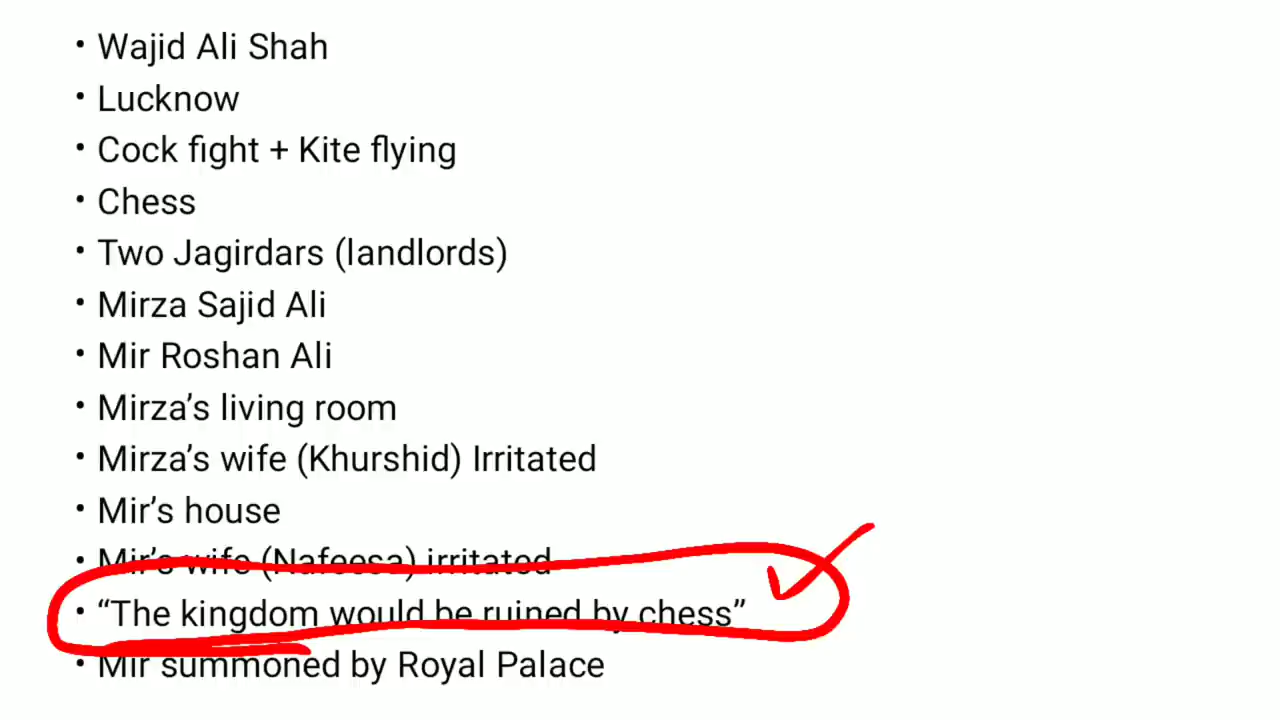 • Wajid Ali Shah
• Lucknow
• Cock fight + Kite flying
• Chess
• Two Jagirdars (landlords)
• Mirza Sajid Ali
• Mir Roshan Ali
• Mirza’s living room
• Mirza’s wife (Khurshid) Irritated
• Mir’s house
• Mir’s wife (Nafeesa) irritated
• “The kingdom would be ruined by chess”
• Mir summoned by Royal Palace